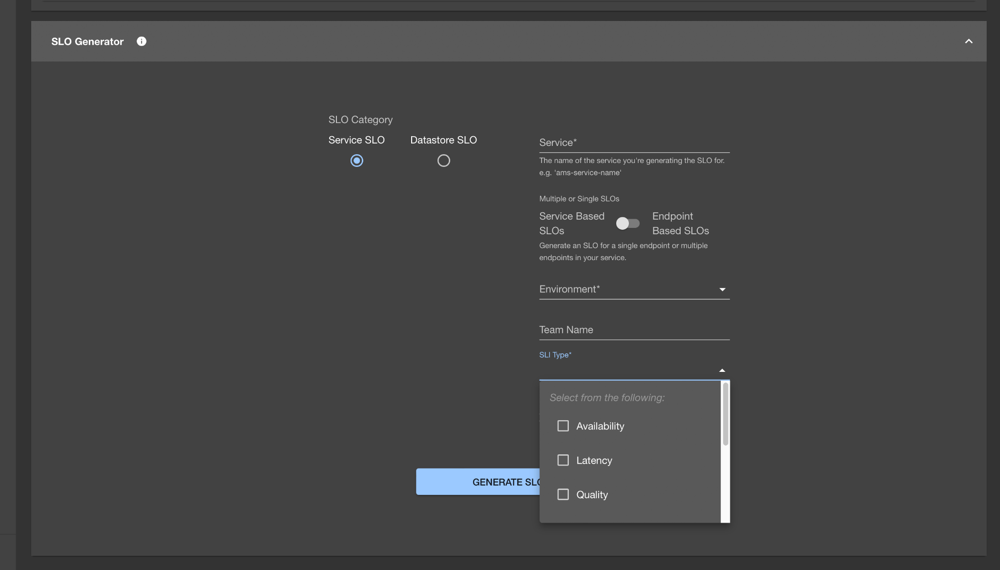 SLO Generator
SLO Category
Service SLO
Datastore SLO
Service*
The name of the service you're generating the SLO for.
e.g. 'ams-service-name'
Multiple or Single SLOs
Service Based
SLOs
Endpoint
Based SLOs
Generate an SLO for a single endpoint or multiple
endpoints in your service.
Environment*
Team Name
SLI Type*
Select from the following:
Availability
Latency
Quality
GENERATE SLO